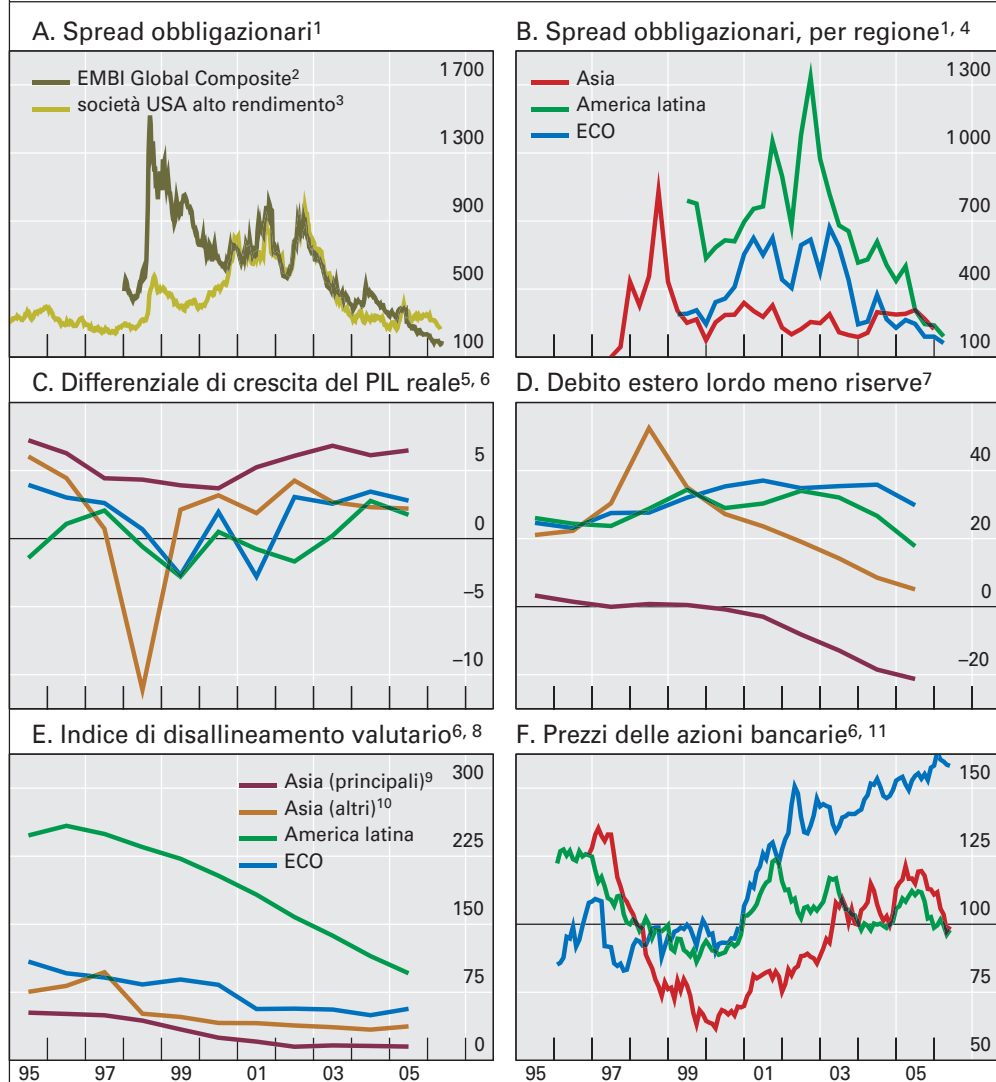 A. Spread obbligazionari¹
EMBI Global Composite²
società USA alto rendimento³
1 700
1 300
900
500
100
B. Spread obbligazionari, per regione¹, ⁴
Asia
America latina
ECO
1 300
1 000
700
400
100
C. Differenziale di crescita del PIL reale⁵, ⁶
5
0
–5
–10
D. Debito estero lordo meno riserve⁷
40
20
0
–20
E. Indice di disallineamento valutario⁶, ⁸
Asia (principali)⁹
Asia (altri)¹⁰
America latina
ECO
300
225
150
75
0
95 97 99 01 03 05
F. Prezzi delle azioni bancarie⁶, ¹¹
150
125
100
75
50
95 97 99 01 03 05